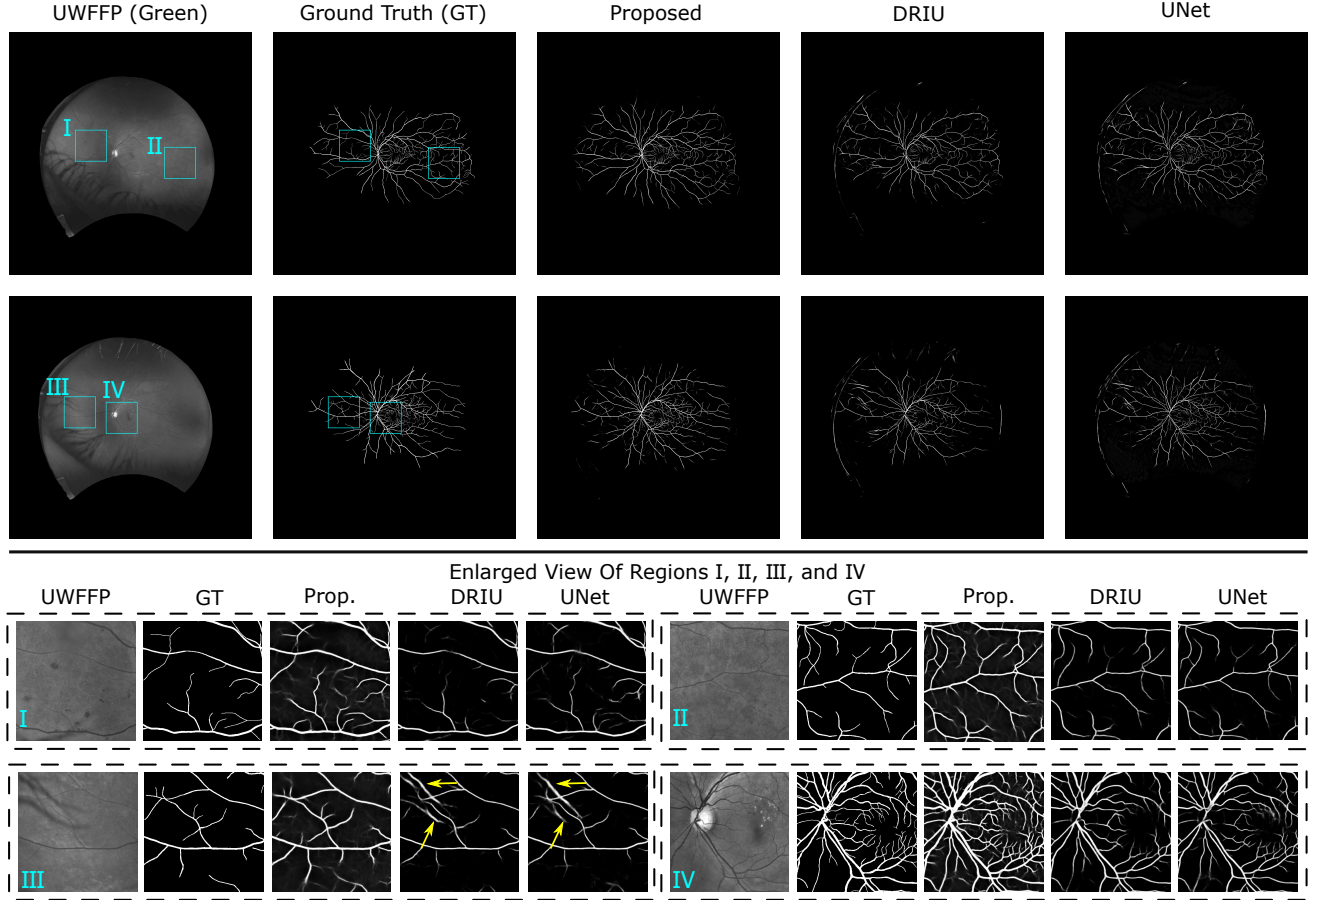 UWFFP (Green) Ground Truth (GT) Proposed DRIU UNet
I II
III IV
Enlarged View Of Regions I, II, III, and IV
UWFFP GT Prop. DRIU UNet UWFFP GT Prop. DRIU UNet
I II
III IV